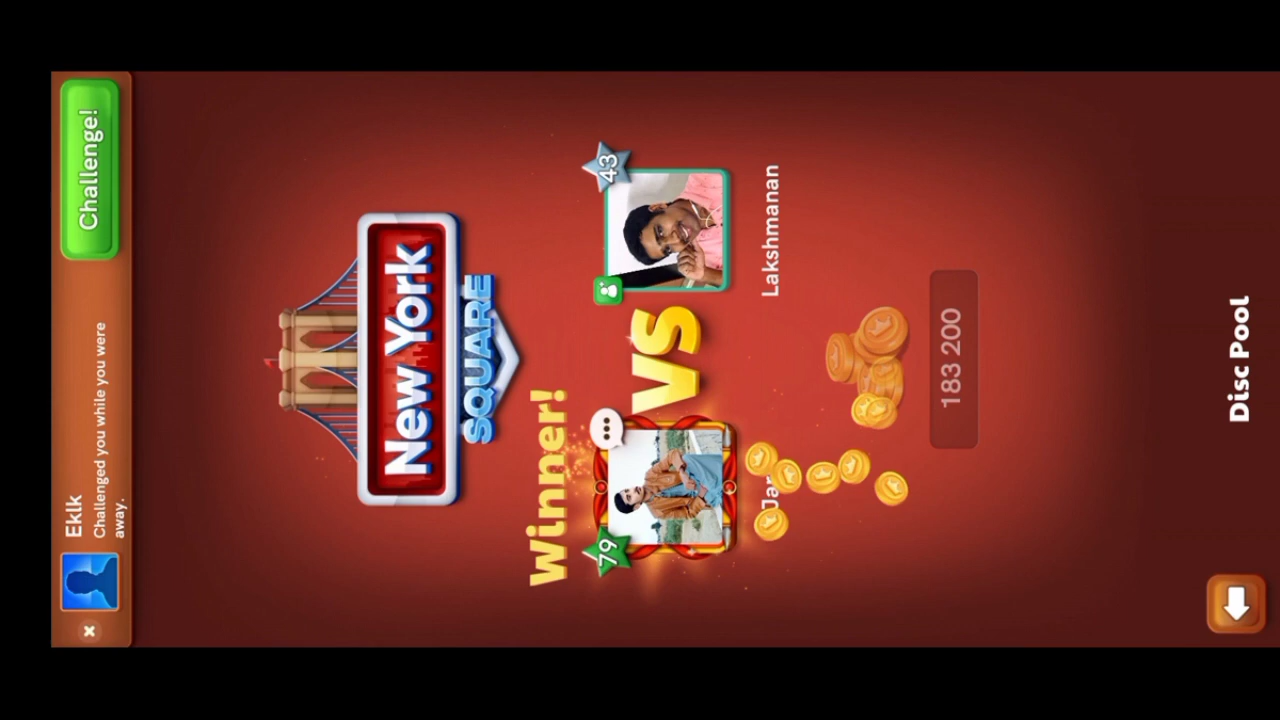 Eklk
Challenged you while you were
away.
Challenge!
New York
SQUARE
Winner!
79
VS
43
Lakshmanan
183 200
Disc Pool